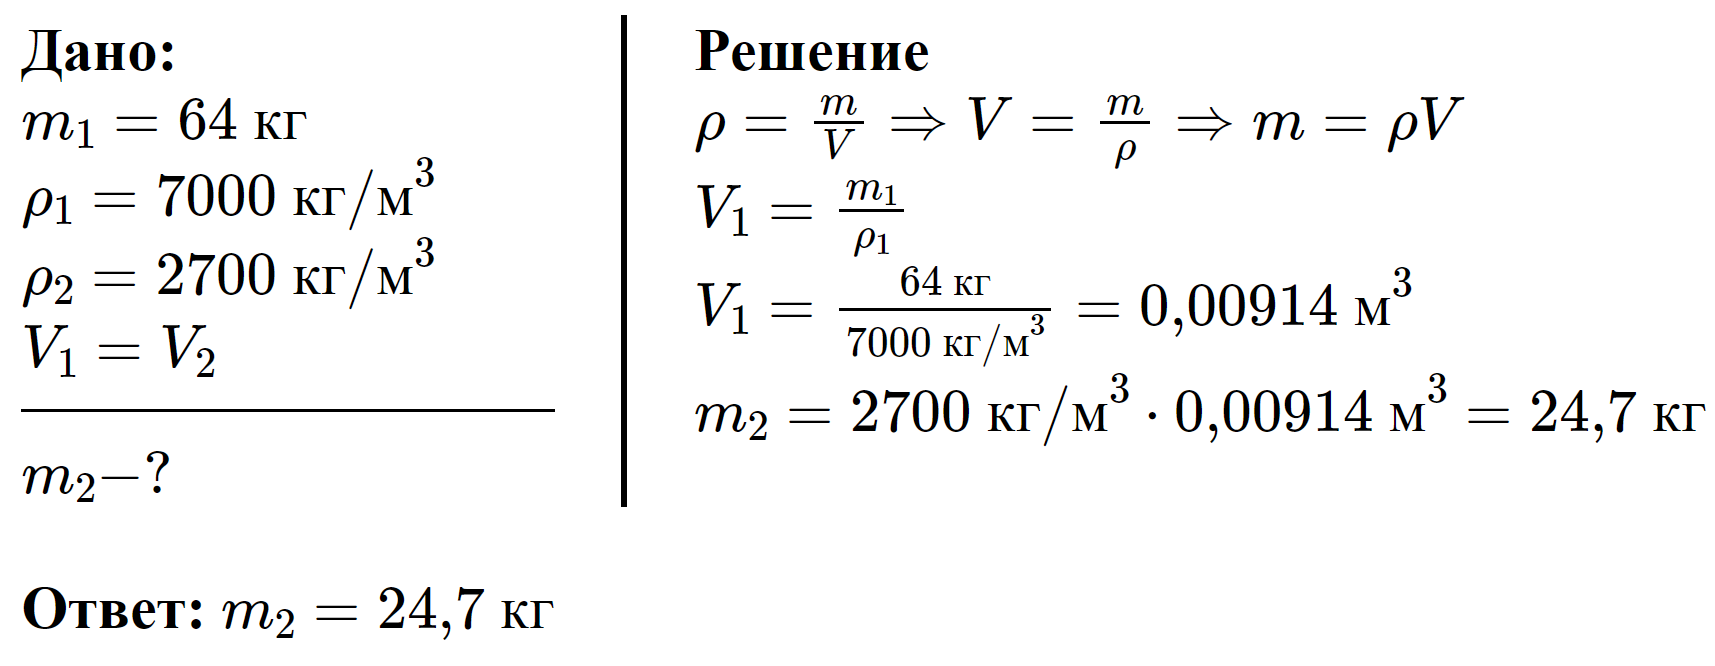 Дано:
m₁ = 64 кг
ρ₁ = 7000 кг/м³
ρ₂ = 2700 кг/м³
V₁ = V₂
m₂−?
Решение
ρ = m/V ⇒ V = m/ρ ⇒ m = ρV
V₁ = m₁/ρ₁
V₁ = 64 кг/7000 кг/м³ = 0,00914 м³
m₂ = 2700 кг/м³ · 0,00914 м³ = 24,7 кг
Ответ: m₂ = 24,7 кг